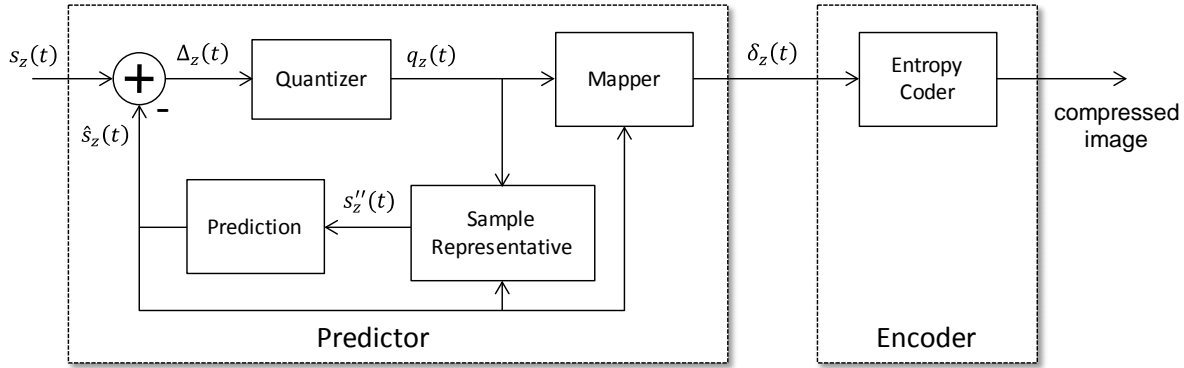 s_z(t)
Δ_z(t)
Quantizer
q_z(t)
Mapper
δ_z(t)
Entropy
Coder
compressed
image
+
-
ŝ_z(t)
Prediction
s''_z(t)
Sample
Representative
Predictor
Encoder